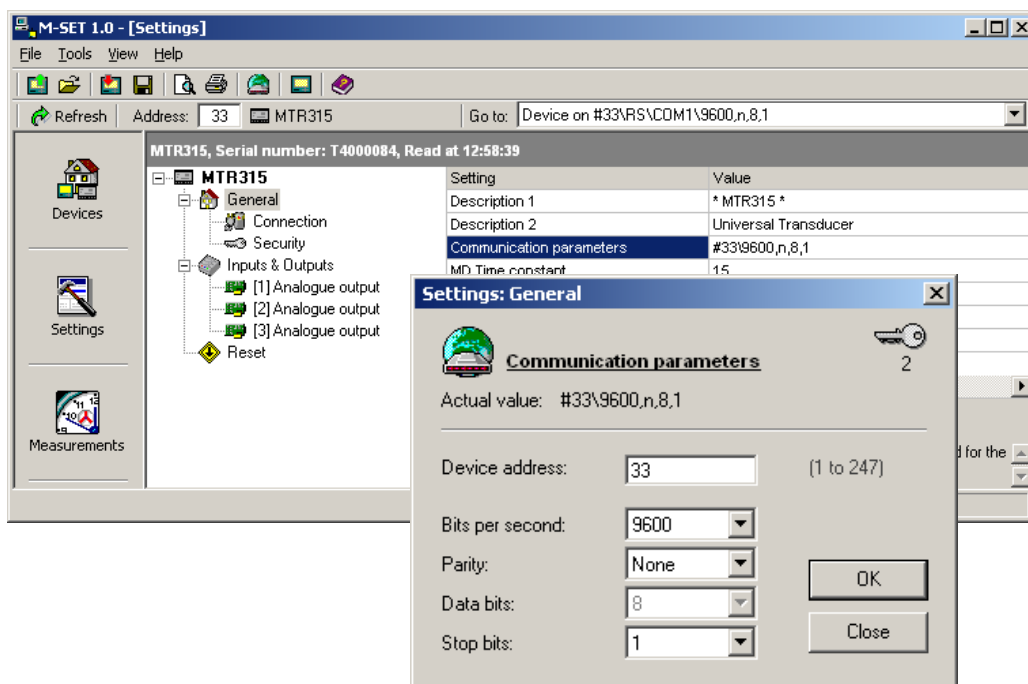 M-SET 1.0 - [Settings]
File Tools View Help
Refresh Address: 33 MTR315 Go to: Device on #33\RS\COM1\9600,n,8,1
MTR315, Serial number: T4000084, Read at 12:58:39
Devices
Settings
Measurements
MTR315
General
Connection
Security
Inputs & Outputs
[1] Analogue output
[2] Analogue output
[3] Analogue output
Reset
Setting Value
Description 1 * MTR315 *
Description 2 Universal Transducer
Communication parameters #33\9600,n,8,1
MD Time constant 15
for the
Settings: General
Communication parameters
2
Actual value: #33\9600,n,8,1
Device address: 33 (1 to 247)
Bits per second: 9600
Parity: None
Data bits: 8
Stop bits: 1
OK
Close